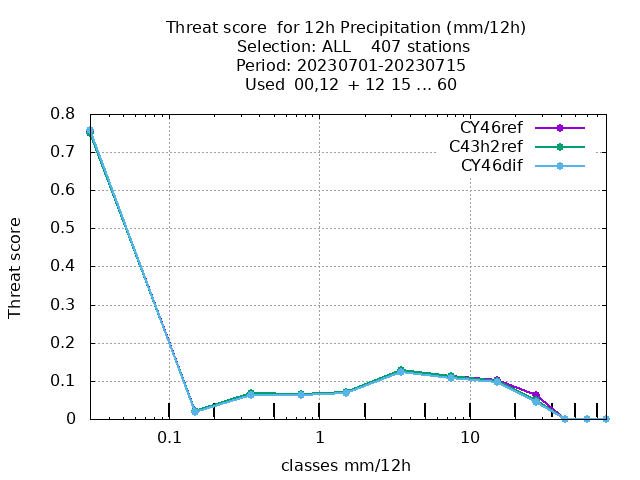 Threat score  for 12h Precipitation (mm/12h)
Selection: ALL    407 stations
Period: 20230701-20230715
Used  00,12  + 12 15 ... 60
CY46ref
C43h2ref
CY46dif
0.8
0.7
0.6
0.5
0.4
0.3
0.2
0.1
0
Threat score
0.1
1
10
classes mm/12h